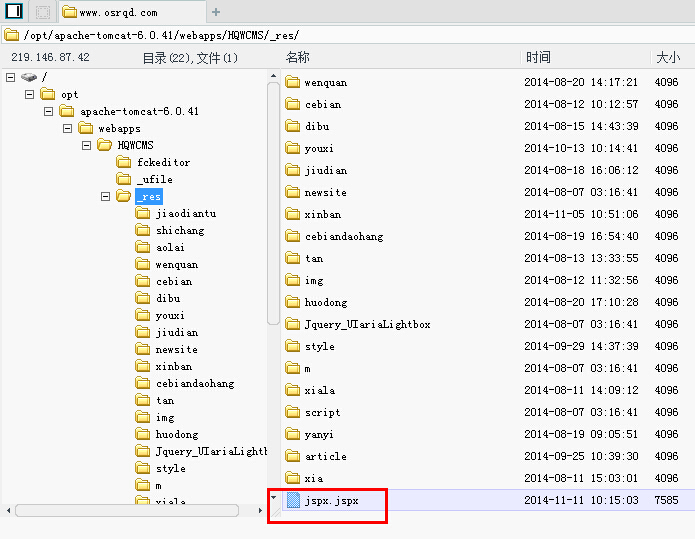 www.osrqd.com
/opt/apache-tomcat-6.0.41/webapps/HQWCMS/_res/
219.146.87.42
目录(22),文件(1)
名称 时间 大小
/
opt
apache-tomcat-6.0.41
webapps
HQWCMS
fckeditor
_ufile
_res
jiaodiantu
shichang
aolai
wenquan
cebian
dibu
youxi
jiudian
newsite
xinban
cebiandaohang
tan
img
huodong
Jquery_UIariaLightb
style
m
xiala
wenquan 2014-08-20 14:17:21 4096
cebian 2014-08-12 10:12:57 4096
dibu 2014-08-15 14:43:39 4096
youxi 2014-10-13 10:14:41 4096
jiudian 2014-08-18 16:06:12 4096
newsite 2014-08-07 03:16:41 4096
xinban 2014-11-05 10:51:06 4096
cebiandaohang 2014-08-19 16:54:40 4096
tan 2014-08-13 13:33:55 4096
img 2014-08-12 11:32:56 4096
huodong 2014-08-20 17:10:28 4096
Jquery_UIariaLightbox 2014-08-07 03:16:41 4096
style 2014-09-29 14:37:39 4096
m 2014-08-07 03:16:41 4096
xiala 2014-08-11 14:09:12 4096
script 2014-08-07 03:16:41 4096
yanyi 2014-08-19 09:05:51 4096
article 2014-09-25 10:39:30 4096
xia 2014-08-11 15:03:01 4096
jspx.jspx 2014-11-11 10:15:03 7585